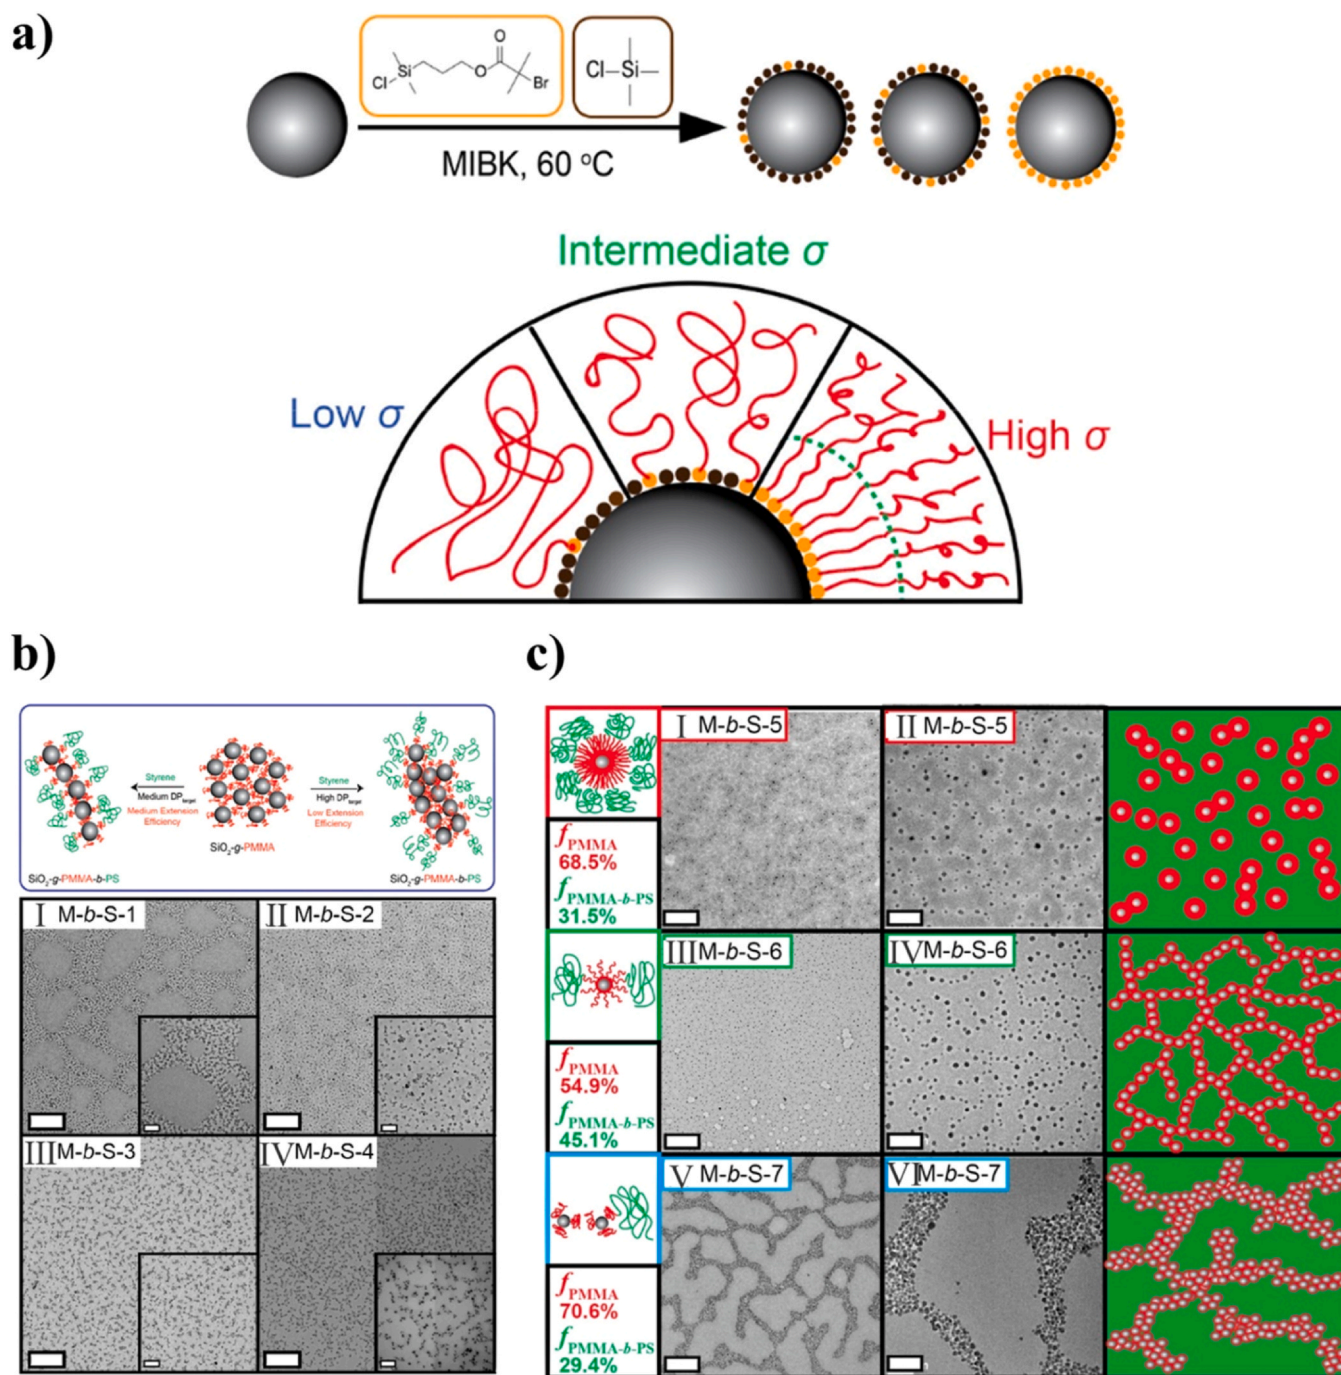 a)
O
Si
Cl
O
Br
Cl—Si—
MIBK, 60 °C
Intermediate σ
Low σ
High σ
b)
Styrene
Medium DPtarget
Medium Extension
Efficiency
SiO2-g-PMMA
Styrene
High DPtarget
Low Extension
Efficiency
SiO2-g-PMMA-b-PS
SiO2-g-PMMA-b-PS
I M-b-S-1
II M-b-S-2
III M-b-S-3
IV M-b-S-4
c)
I M-b-S-5
II M-b-S-5
fPMMA
68.5%
fPMMA-b-PS
31.5%
III M-b-S-6
IV M-b-S-6
fPMMA
54.9%
fPMMA-b-PS
45.1%
V M-b-S-7
VI M-b-S-7
fPMMA
70.6%
fPMMA-b-PS
29.4%